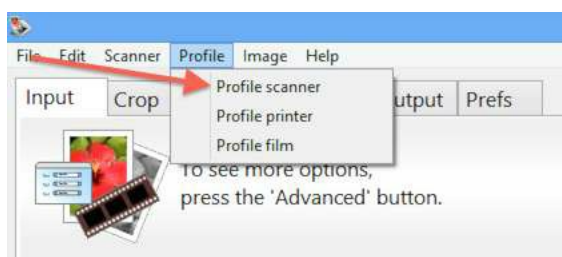 File Edit Scanner Profile Image Help
Input Crop utput Prefs
Profile scanner
Profile printer
Profile film
To see more options,
press the 'Advanced' button.